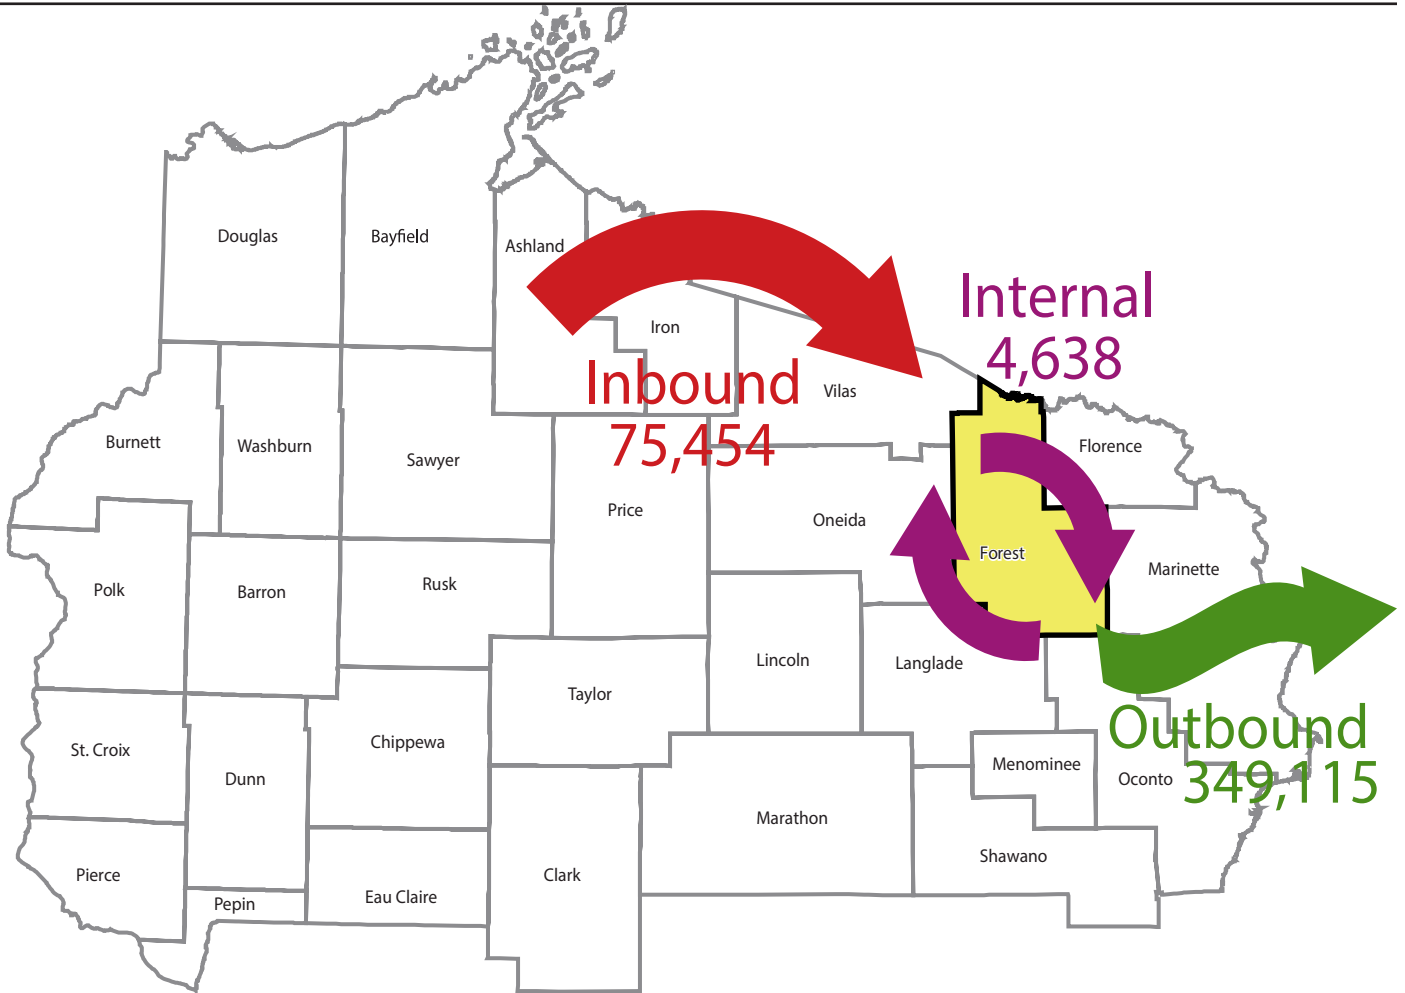 Douglas
Bayfield
Ashland
Internal
4,638
Iron
Inbound
75,454
Vilas
Burnett
Washburn
Sawyer
Florence
Price
Oneida
Forest
Marinette
Polk
Barron
Rusk
Lincoln
Langlade
Taylor
St. Croix
Chippewa
Outbound
349,115
Dunn
Menominee
Oconto
Marathon
Shawano
Pierce
Clark
Eau Claire
Pepin